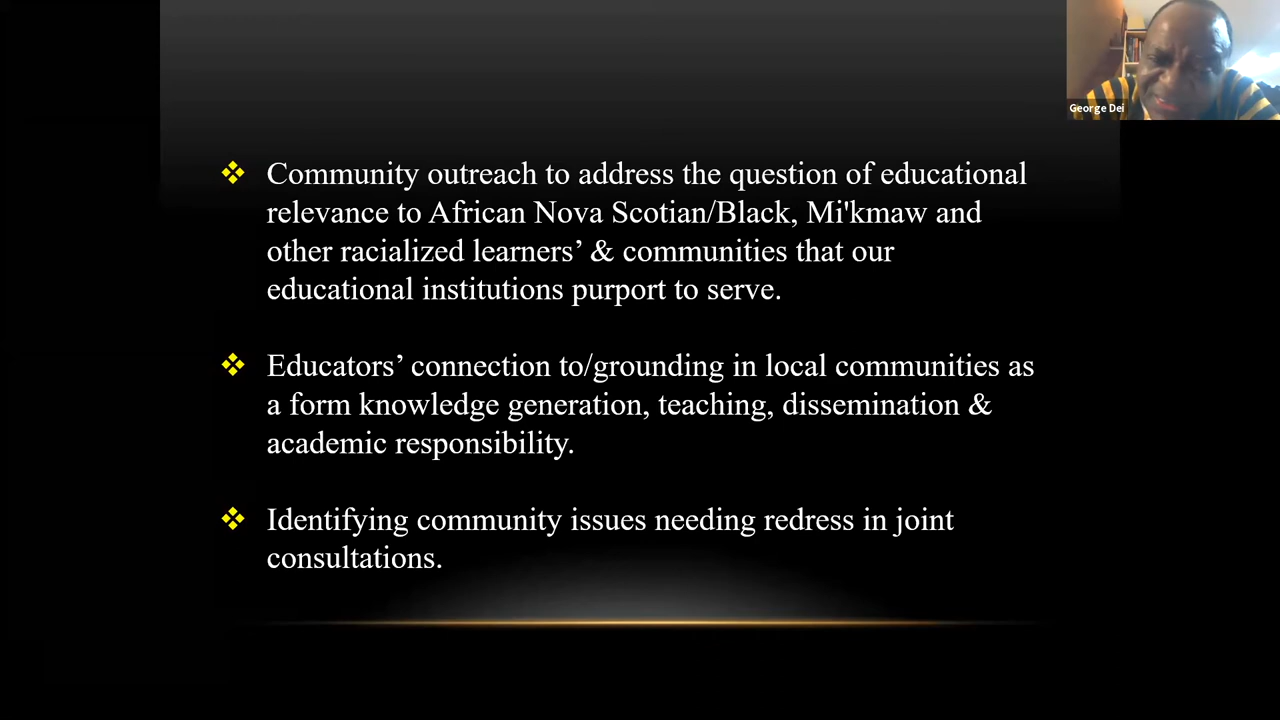 George Dei
Community outreach to address the question of educational
relevance to African Nova Scotian/Black, Mi'kmaw and
other racialized learners’ & communities that our
educational institutions purport to serve.
Educators’ connection to/grounding in local communities as
a form knowledge generation, teaching, dissemination &
academic responsibility.
Identifying community issues needing redress in joint
consultations.